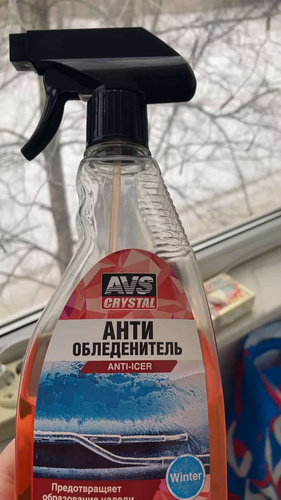 AVS
CRYSTAL
АНТИ
ОБЛЕДЕНИТЕЛЬ
ANTI-ICER
Предотвращает
образование наледи
Winter